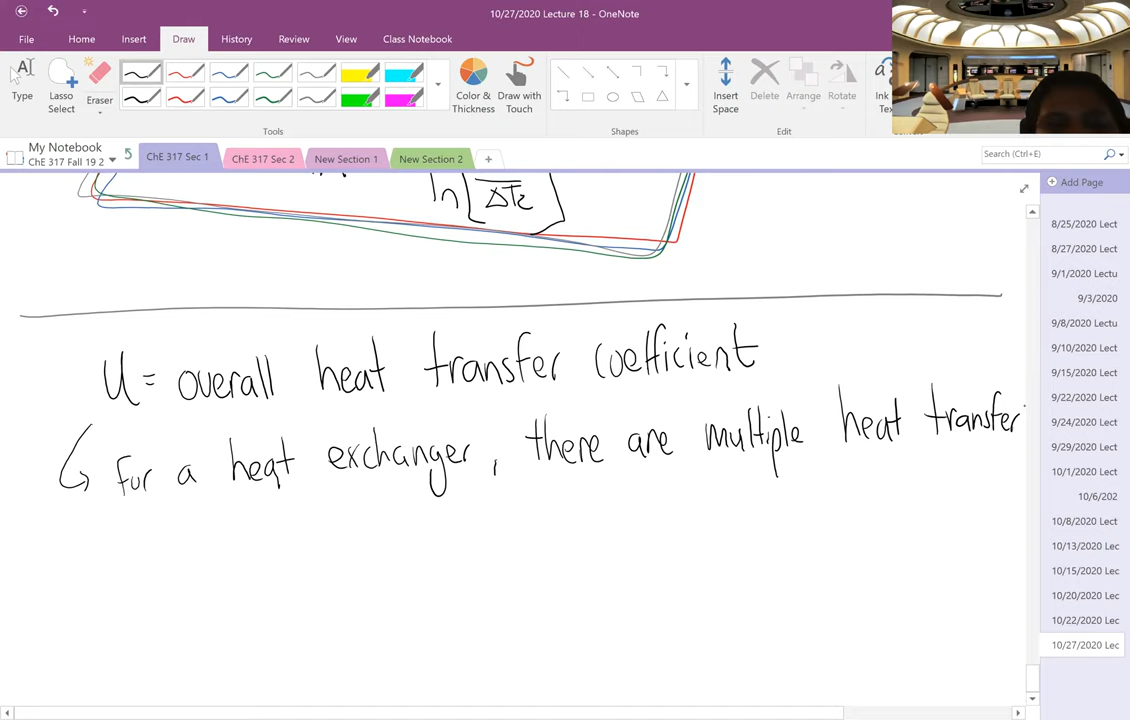 10/27/2020 Lecture 18 - OneNote
File Home Insert Draw History Review View Class Notebook
Type
Lasso Select
Eraser
Color & Thickness
Draw with Touch
Insert Space
Delete
Arrange
Rotate
Ink
Tex
Tools
Shapes
Edit
My Notebook
ChE 317 Fall 19 2
ChE 317 Sec 1
ChE 317 Sec 2
New Section 1
New Section 2
Search (Ctrl+E)
Add Page
8/25/2020 Lect
8/27/2020 Lect
9/1/2020 Lectu
9/3/2020
9/8/2020 Lectu
9/10/2020 Lect
9/15/2020 Lect
9/22/2020 Lect
9/24/2020 Lect
9/29/2020 Lect
10/1/2020 Lect
10/6/202
10/8/2020 Lect
10/13/2020 Lec
10/15/2020 Lec
10/20/2020 Lec
10/22/2020 Lec
10/27/2020 Lec
ln[ΔT2]
U = overall heat transfer coefficient
↳ for a heat exchanger, there are multiple heat transfer